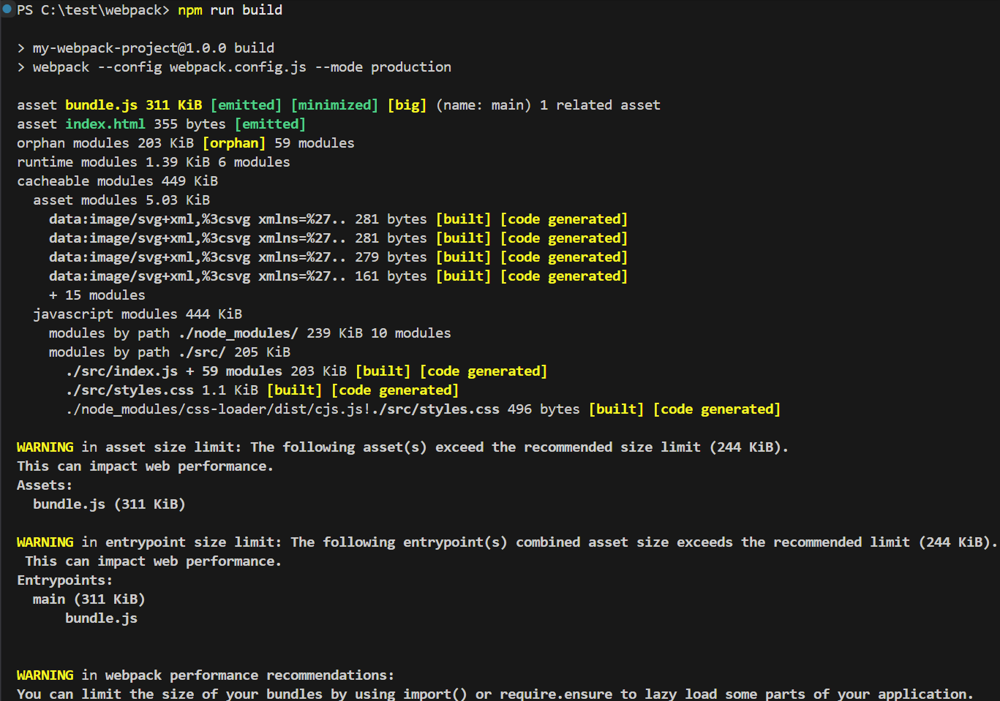 PS C:\test\webpack> npm run build
> my-webpack-project@1.0.0 build
> webpack --config webpack.config.js --mode production
asset bundle.js 311 KiB [emitted] [minimized] [big] (name: main) 1 related asset
asset index.html 355 bytes [emitted]
orphan modules 203 KiB [orphan] 59 modules
runtime modules 1.39 KiB 6 modules
cacheable modules 449 KiB
  asset modules 5.03 KiB
    data:image/svg+xml,%3csvg xmlns=%27.. 281 bytes [built] [code generated]
    data:image/svg+xml,%3csvg xmlns=%27.. 281 bytes [built] [code generated]
    data:image/svg+xml,%3csvg xmlns=%27.. 279 bytes [built] [code generated]
    data:image/svg+xml,%3csvg xmlns=%27.. 161 bytes [built] [code generated]
    + 15 modules
  javascript modules 444 KiB
    modules by path ./node_modules/ 239 KiB 10 modules
    modules by path ./src/ 205 KiB
      ./src/index.js + 59 modules 203 KiB [built] [code generated]
      ./src/styles.css 1.1 KiB [built] [code generated]
      ./node_modules/css-loader/dist/cjs.js!./src/styles.css 496 bytes [built] [code generated]
WARNING in asset size limit: The following asset(s) exceed the recommended size limit (244 KiB).
This can impact web performance.
Assets:
  bundle.js (311 KiB)
WARNING in entrypoint size limit: The following entrypoint(s) combined asset size exceeds the recommended limit (244 KiB).
 This can impact web performance.
Entrypoints:
  main (311 KiB)
      bundle.js
WARNING in webpack performance recommendations:
You can limit the size of your bundles by using import() or require.ensure to lazy load some parts of your application.